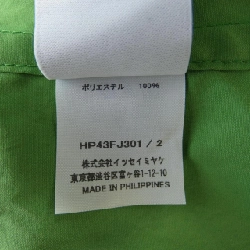 ポリエステル 100%
HP43FJ301 / 2
株式会社イッセイミヤケ
東京都渋谷区富ヶ谷1-12-10
MADE IN PHILIPPINES